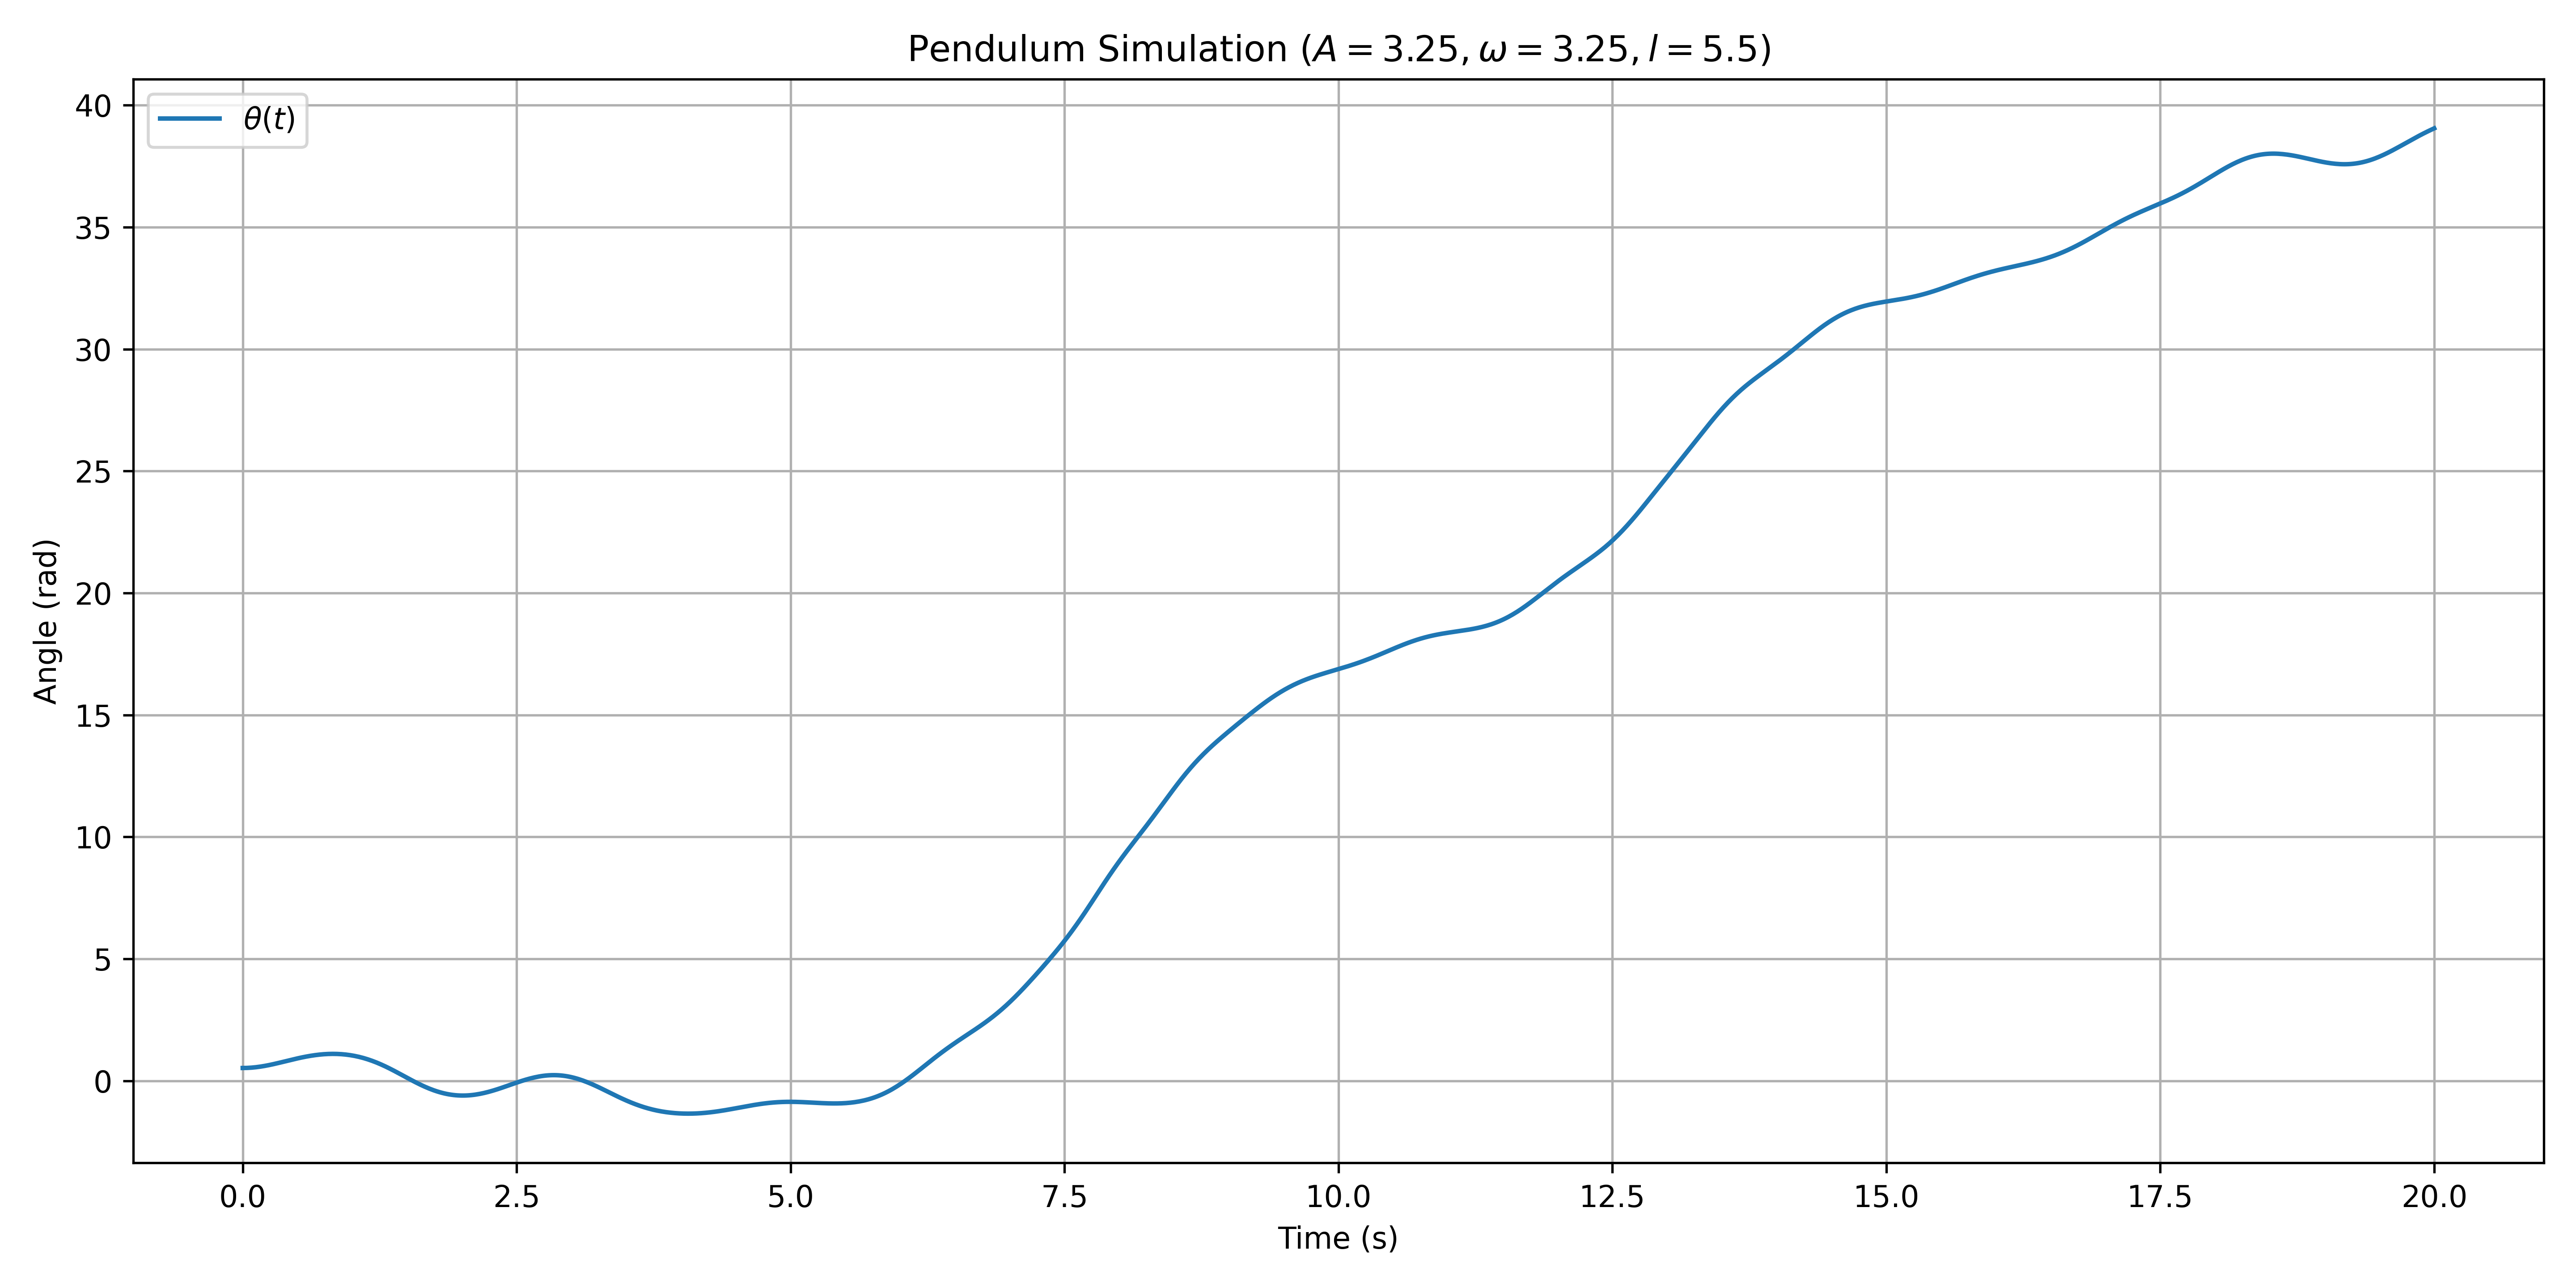 Pendulum Simulation (A = 3.25, ω = 3.25, l = 5.5)
θ(t)
40
35
30
25
20
15
10
5
0
Angle (rad)
0.0 2.5 5.0 7.5 10.0 12.5 15.0 17.5 20.0
Time (s)